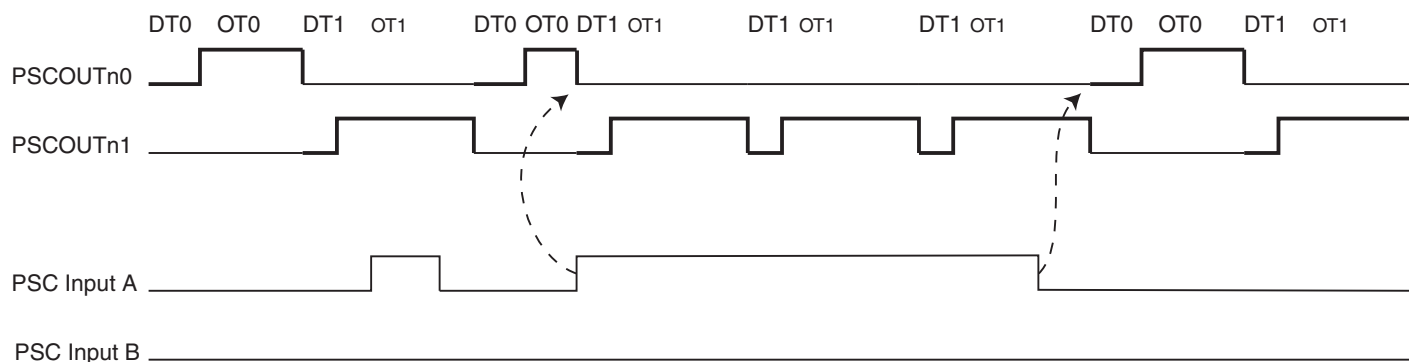 DT0 OT0 DT1 OT1 DT0 OT0 DT1 OT1 DT1 OT1 DT1 OT1 DT0 OT0 DT1 OT1
PSCOUTn0
PSCOUTn1
PSC Input A
PSC Input B